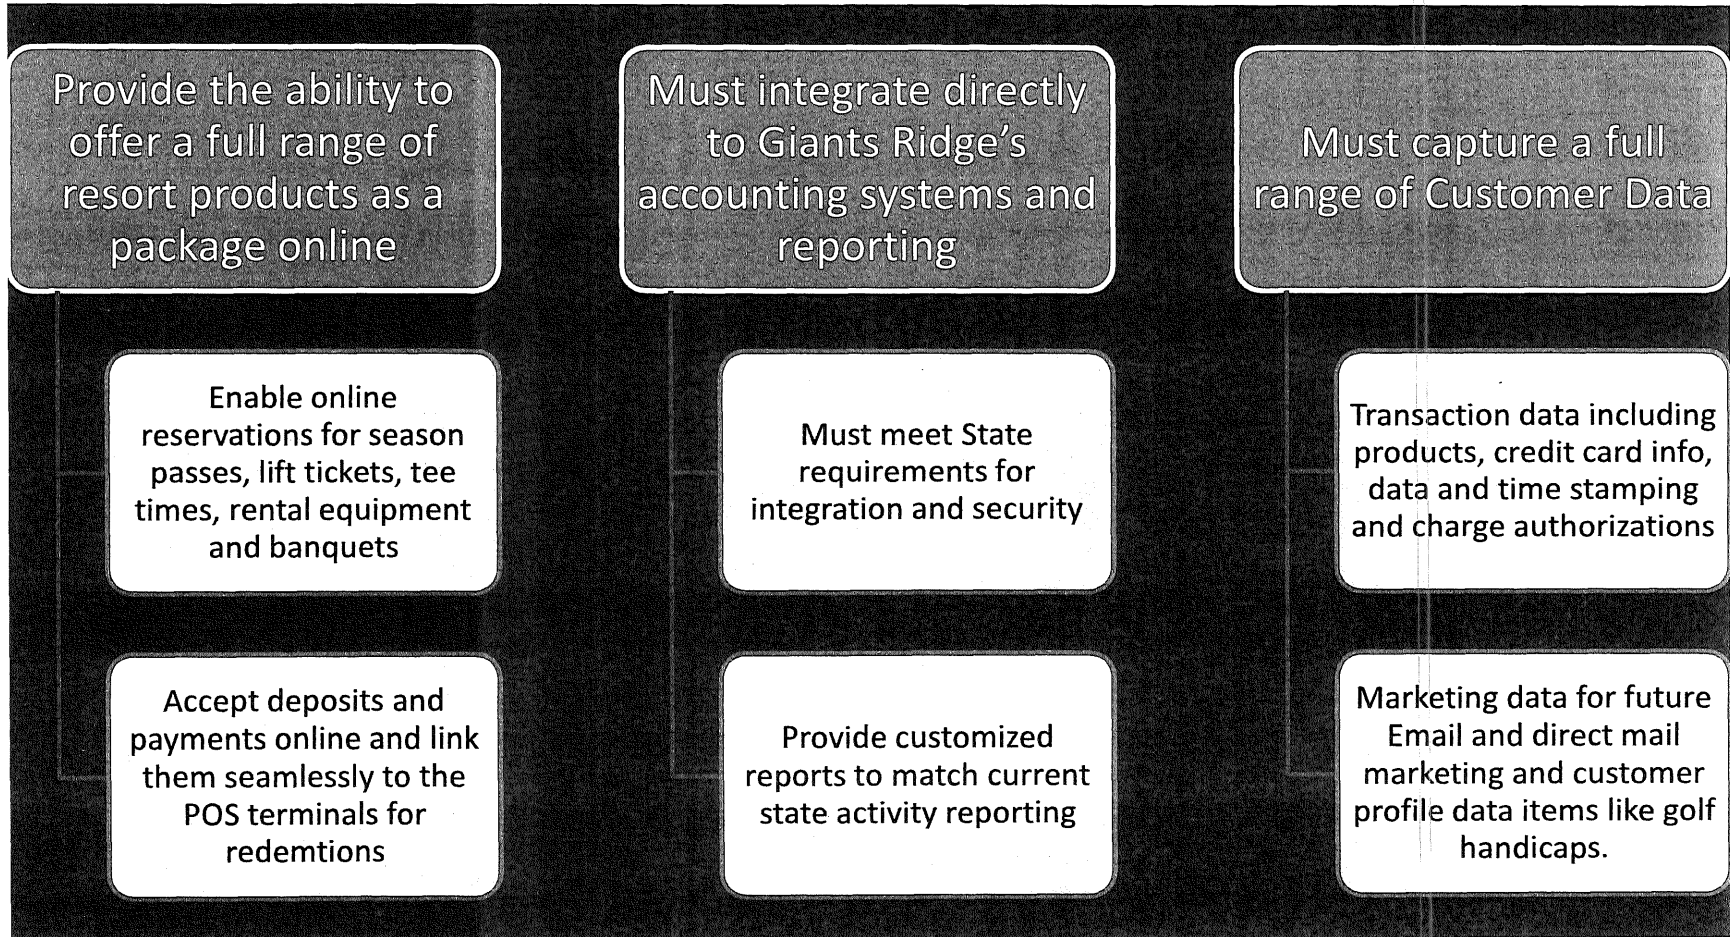 Provide the ability to
offer a full range of
resort products as a
package online
Enable online
reservations for season
passes, lift tickets, tee
times, rental equipment
and banquets
Accept deposits and
payments online and link
them seamlessly to the
POS terminals for
redemtions
Must integrate directly
to Giants Ridge's
accounting systems and
reporting
Must meet State
requirements for
integration and security
Provide customized
reports to match current
state activity reporting
Must capture a full
range of Customer Data
Transaction data including
products, credit card info,
data and time stamping
and charge authorizations
Marketing data for future
Email and direct mail
marketing and customer
profile data items like golf
handicaps.